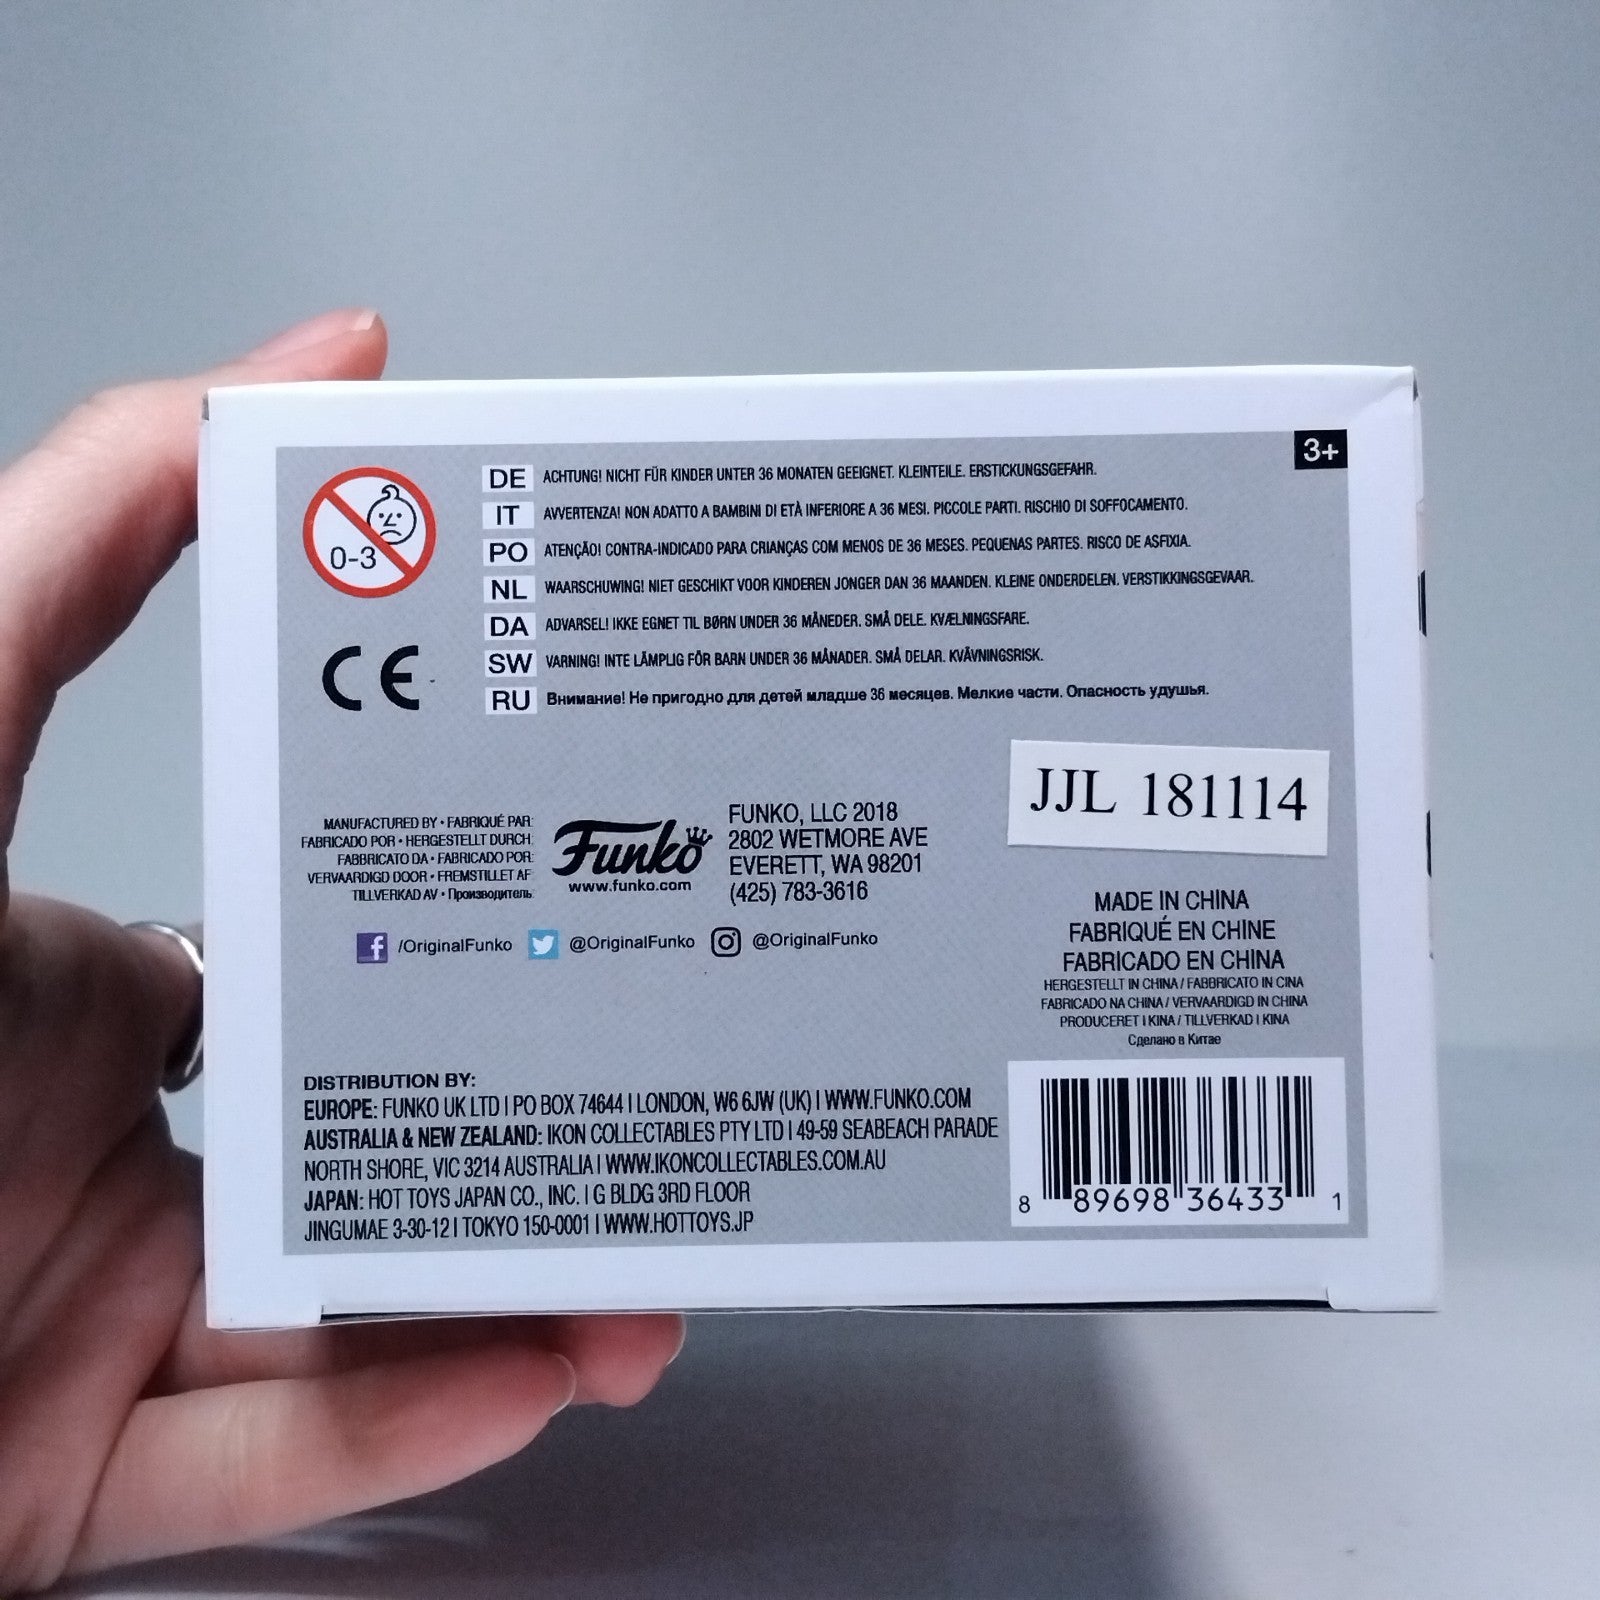 3+
0-3
DE ACHTUNG! NICHT FÜR KINDER UNTER 36 MONATEN GEEIGNET. KLEINTEILE. ERSTICKUNGSGEFAHR.
IT AVVERTENZA! NON ADATTO A BAMBINI DI ETÀ INFERIORE A 36 MESI. PICCOLE PARTI. RISCHIO DI SOFFOCAMENTO.
PO ATENÇÃO! CONTRA-INDICADO PARA CRIANÇAS COM MENOS DE 36 MESES. PEQUENAS PARTES. RISCO DE ASFIXIA.
NL WAARSCHUWING! NIET GESCHIKT VOOR KINDEREN JONGER DAN 36 MAANDEN. KLEINE ONDERDELEN. VERSTIKKINGSGEVAAR.
DA ADVARSEL! IKKE EGNET TIL BØRN UNDER 36 MÅNEDER. SMÅ DELE. KVÆLNINGSFARE.
SW VARNING! INTE LÄMPLIG FÖR BARN UNDER 36 MÅNADER. SMÅ DELAR. KVÄVNINGSRISK.
RU Внимание! Не пригодно для детей младше 36 месяцев. Мелкие части. Опасность удушья.
CE
JJL 181114
MANUFACTURED BY • FABRIQUÉ PAR:
FABRICADO POR • HERGESTELLT DURCH:
FABBRICATO DA • FABRICADO POR:
VERVAARDIGD DOOR • FREMSTILLET AF
TILLVERKAD AV • Производитель:
Funko
www.funko.com
FUNKO, LLC 2018
2802 WETMORE AVE
EVERETT, WA 98201
(425) 783-3616
/OriginalFunko @OriginalFunko @OriginalFunko
MADE IN CHINA
FABRIQUÉ EN CHINE
FABRICADO EN CHINA
HERGESTELLT IN CHINA / FABBRICATO IN CINA
FABRICADO NA CHINA / VERVAARDIGD IN CHINA
PRODUCERET I KINA / TILLVERKAD I KINA
Сделано в Китае
DISTRIBUTION BY:
EUROPE: FUNKO UK LTD | PO BOX 74644 | LONDON, W6 6JW (UK) | WWW.FUNKO.COM
AUSTRALIA & NEW ZEALAND: IKON COLLECTABLES PTY LTD | 49-59 SEABEACH PARADE
NORTH SHORE, VIC 3214 AUSTRALIA | WWW.IKONCOLLECTABLES.COM.AU
JAPAN: HOT TOYS JAPAN CO., INC. | G BLDG 3RD FLOOR
JINGUMAE 3-30-12 | TOKYO 150-0001 | WWW.HOTTOYS.JP
8 89698 36433 1